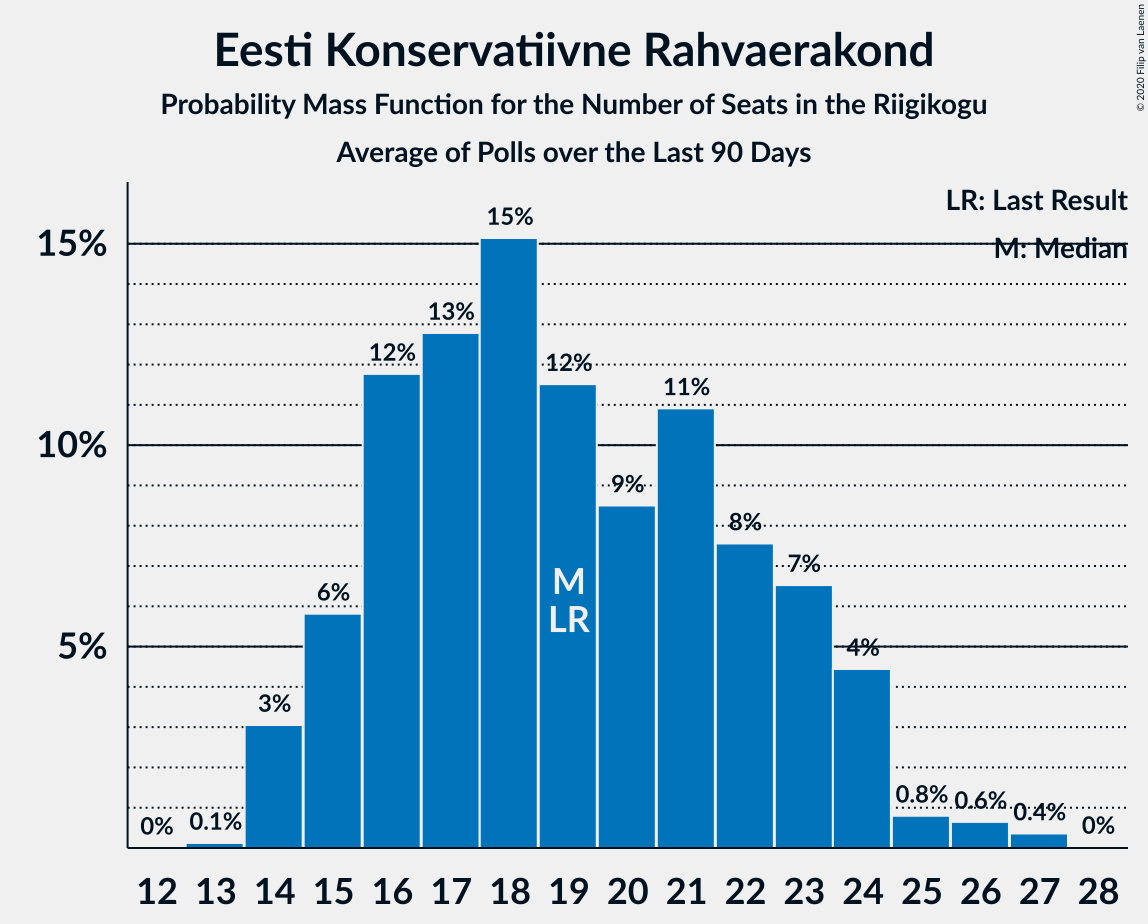 Eesti Konservatiivne Rahvaerakond
Probability Mass Function for the Number of Seats in the Riigikogu
Average of Polls over the Last 90 Days
© 2020 Filip van Laenen
LR: Last Result
M: Median
15%
10%
5%
0%
0.1%
3%
6%
12%
13%
15%
12%
9%
11%
8%
7%
4%
0.8%
0.6%
0.4%
0%
M
LR
12 13 14 15 16 17 18 19 20 21 22 23 24 25 26 27 28